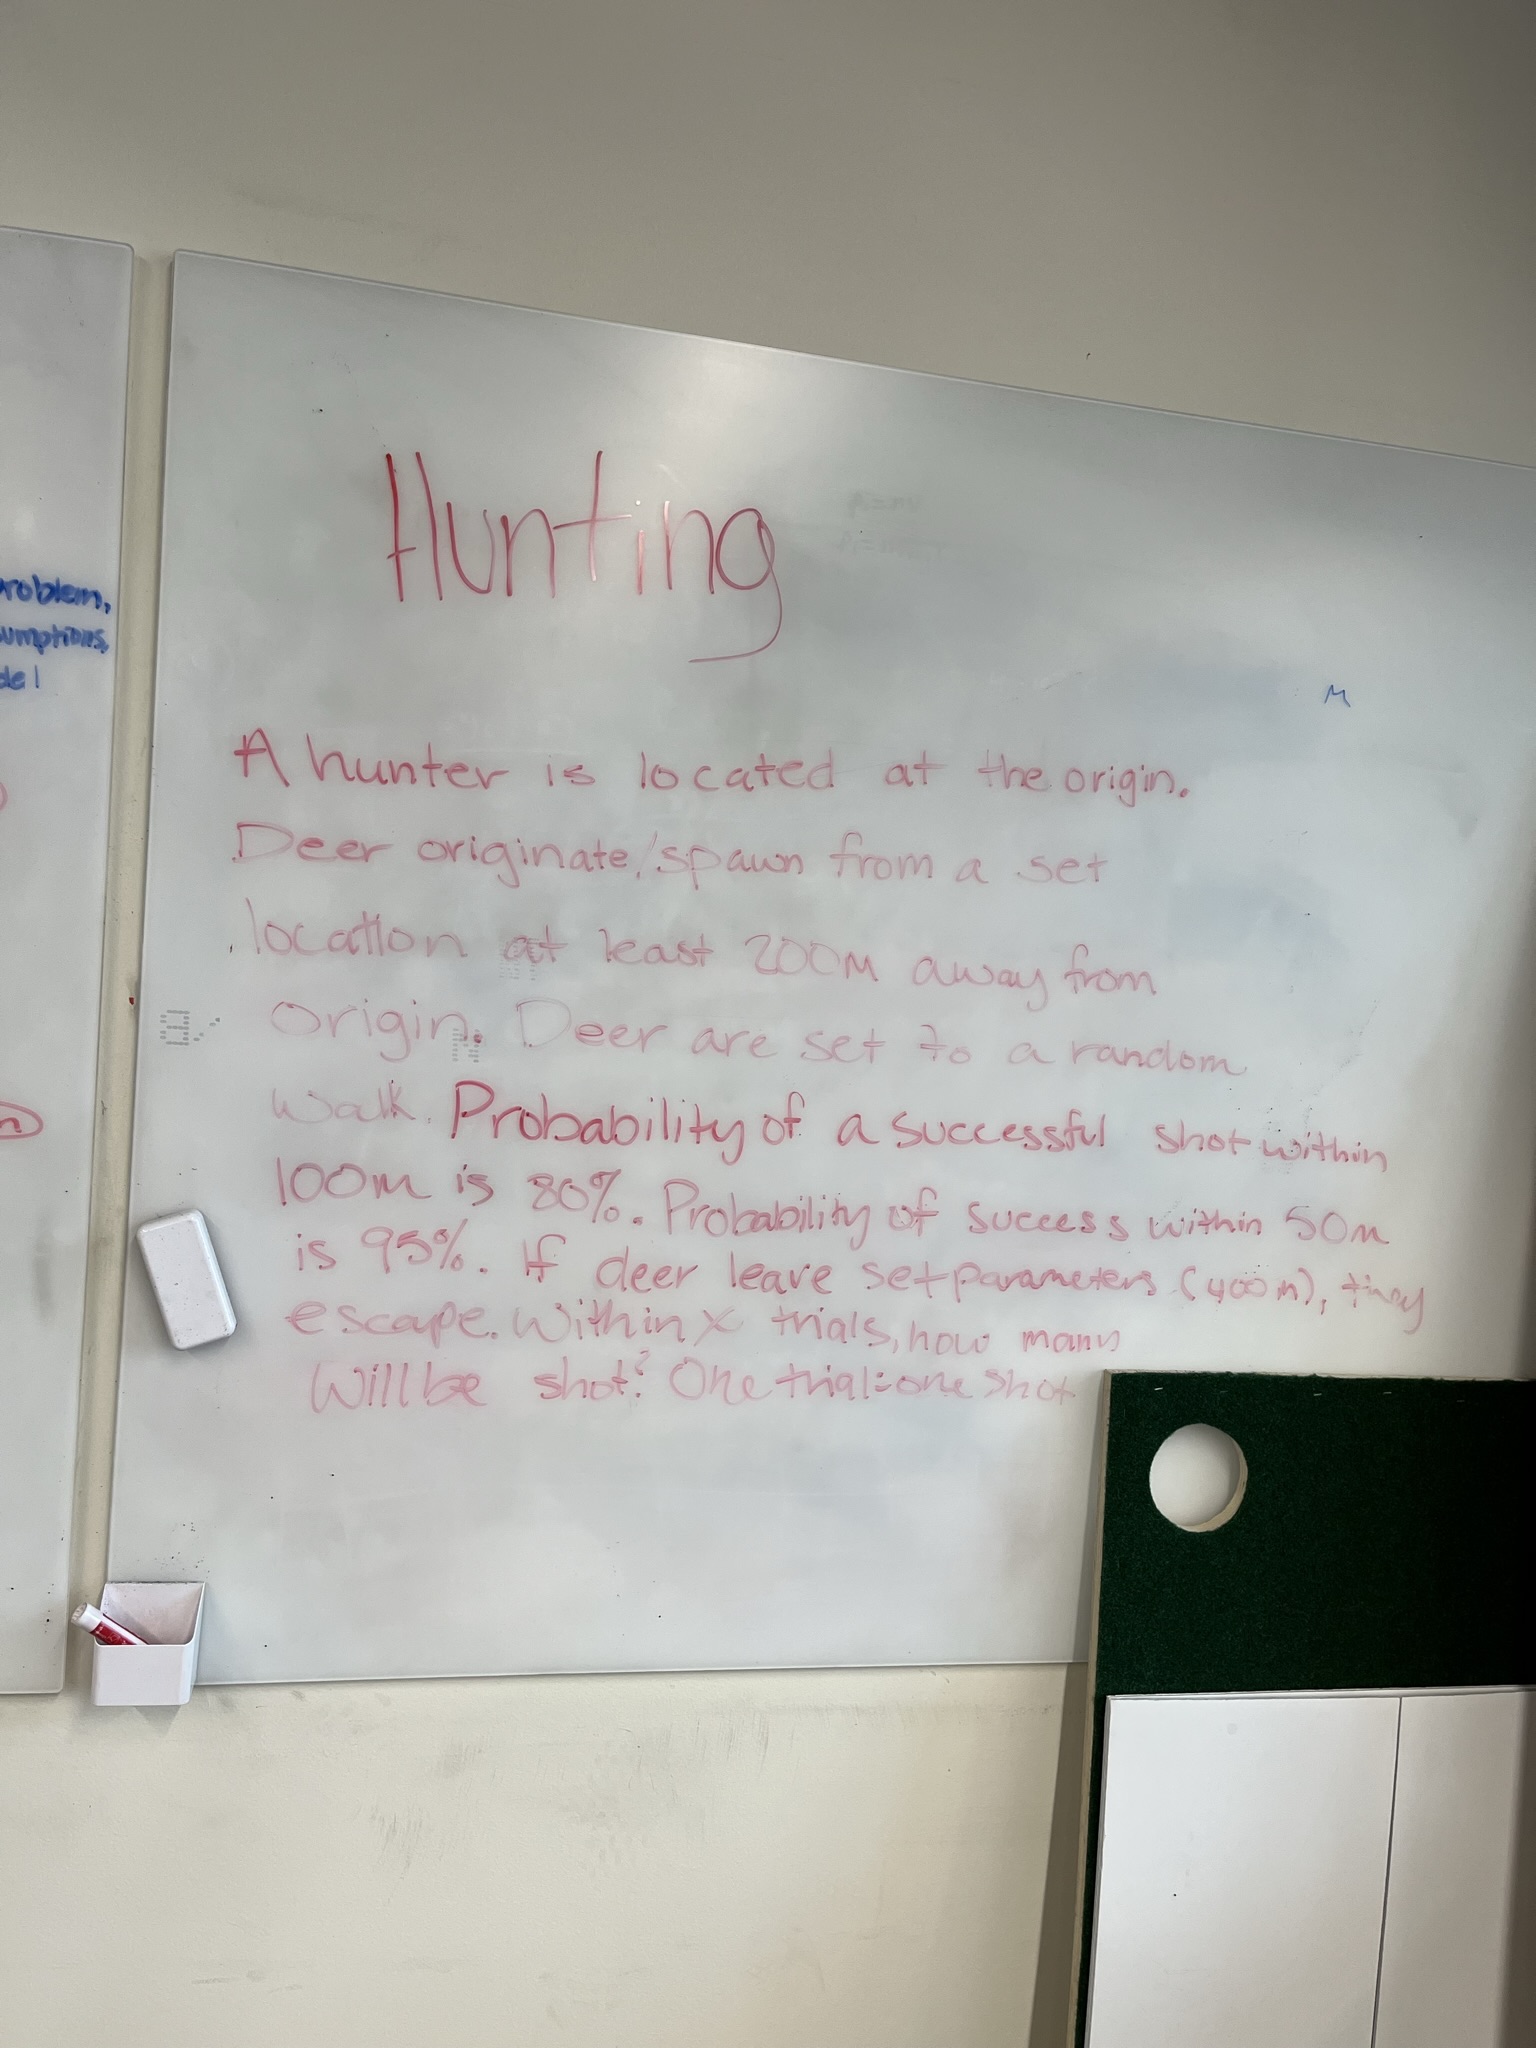 Hunting
A hunter is located at the origin.
Deer originate/spawn from a set
location at least 200m away from
Origin. Deer are set to a random
walk. Probability of a successful shot within
100m is 80%. Probability of success within 50m
is 95%. If deer leave set parameters (400m), they
escape. Within X trials, how many
will be shot? One trial = one shot
roblem,
umptions,
del
M